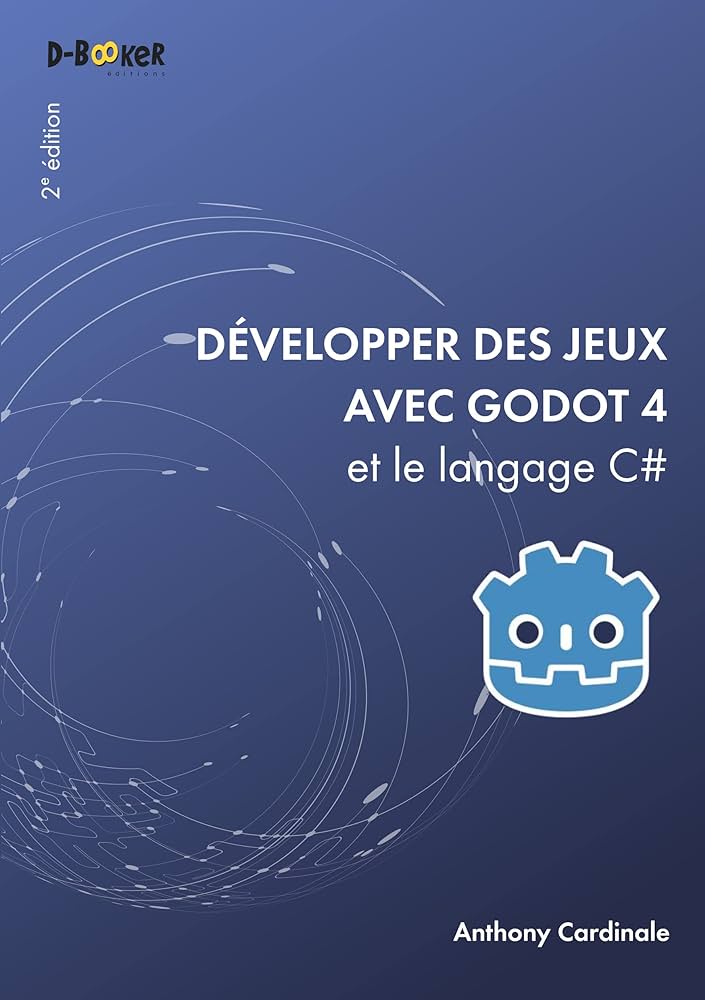 D-BooKeR
éditions
2e édition
DÉVELOPPER DES JEUX
AVEC GODOT 4
et le langage C#
Anthony Cardinale